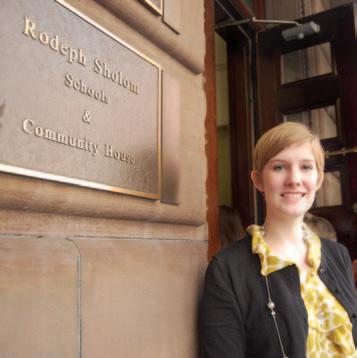 Rodeph Sholom
Schools
&
Community House